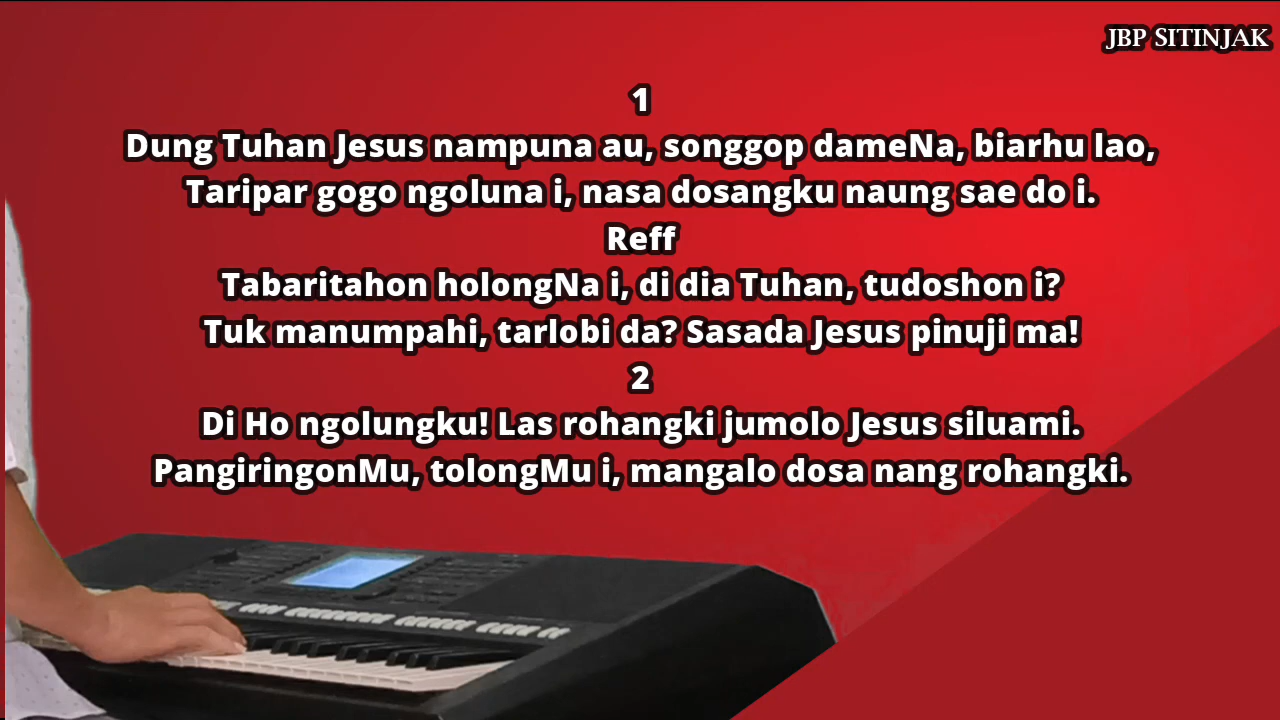 JBP SITINJAK
1
Dung Tuhan Jesus nampuna au, songgop dameNa, biarhu lao,
Taripar gogo ngoluna i, nasa dosangku naung sae do i.
Reff
Tabaritahon holongNa i, di dia Tuhan, tudoshon i?
Tuk manumpahi, tarlobi da? Sasada Jesus pinuji ma!
2
Di Ho ngolungku! Las rohangki jumolo Jesus siluami.
PangiringonMu, tolongMu i, mangalo dosa nang rohangki.